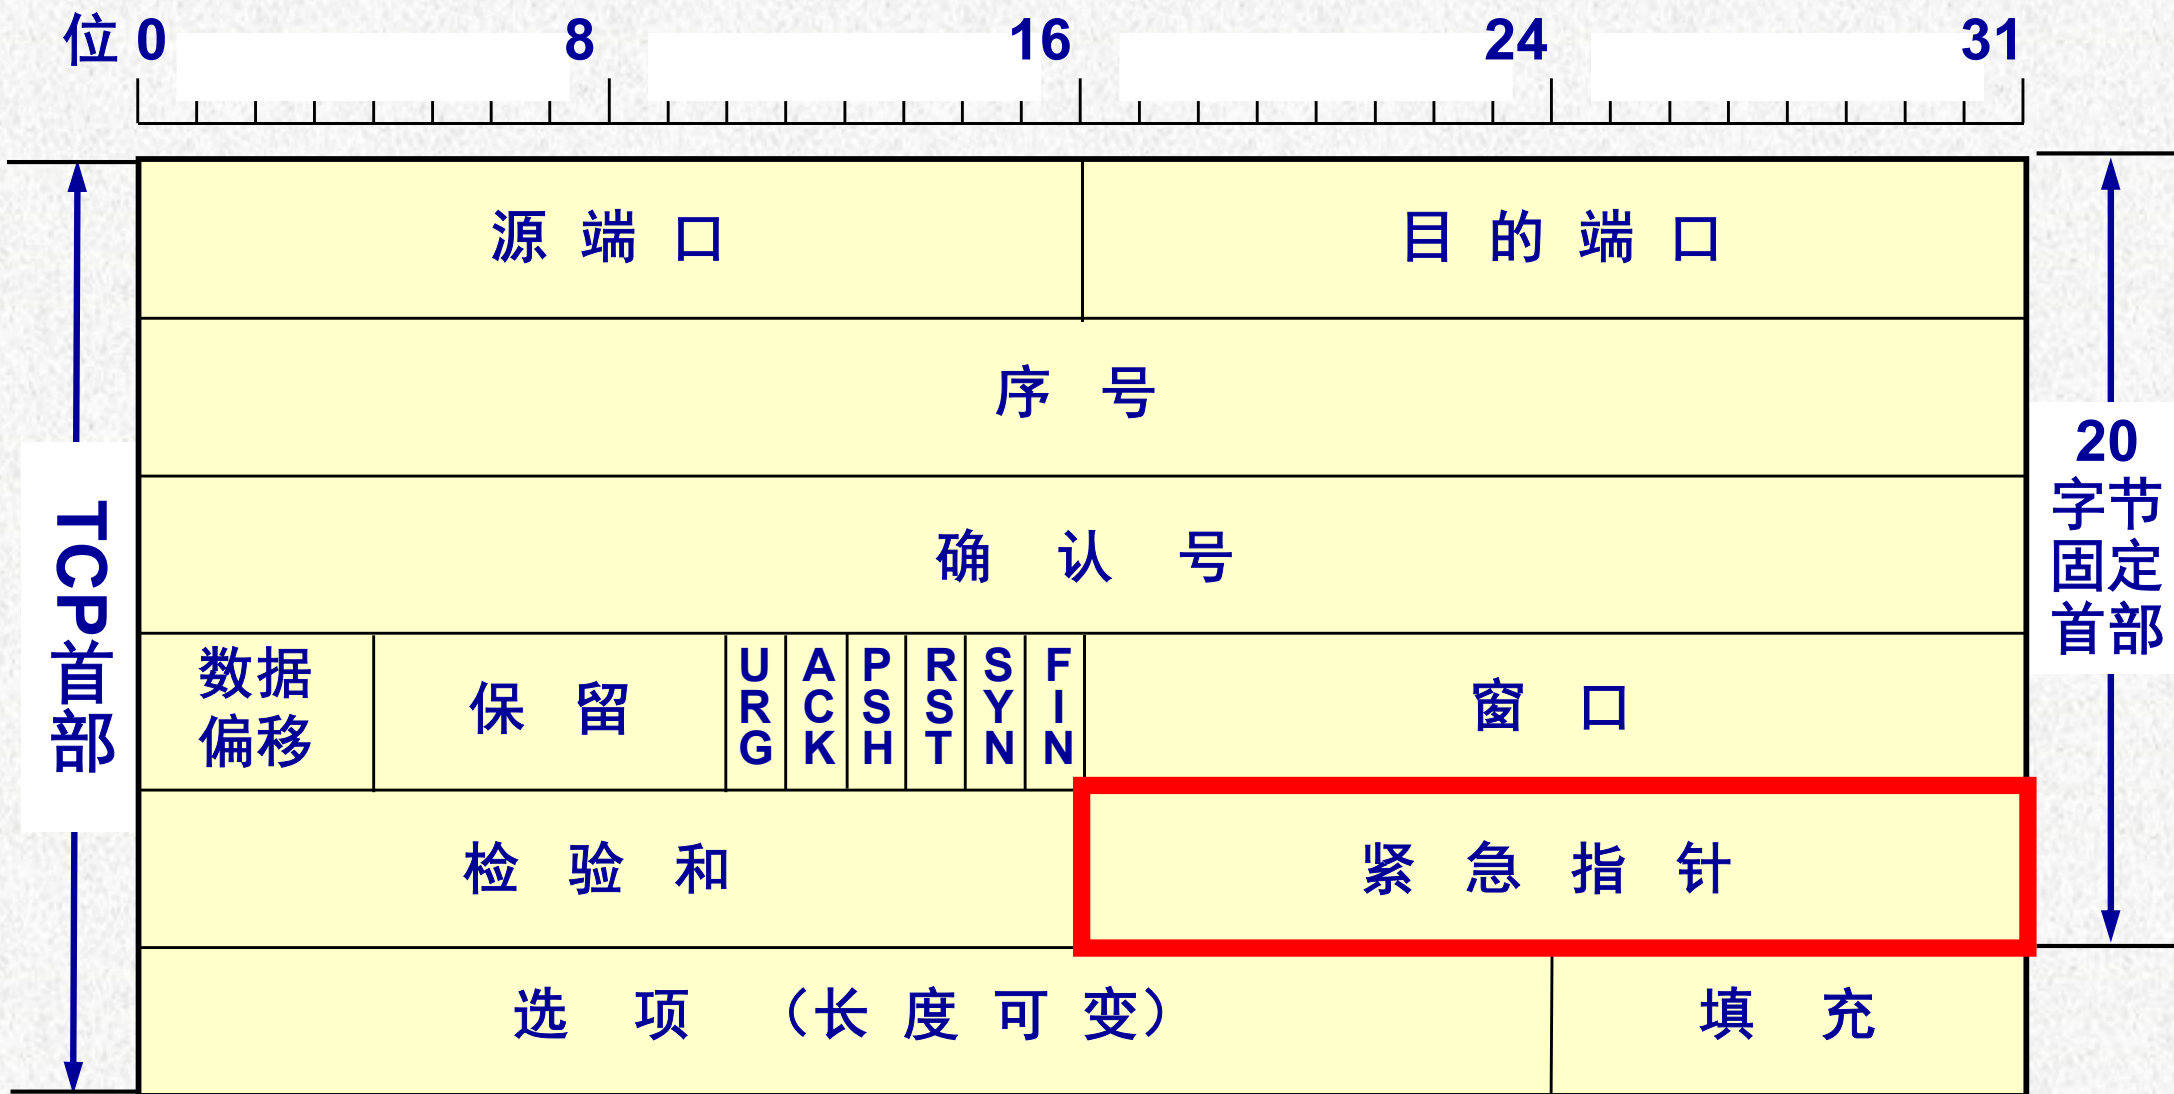 位 0 8 16 24 31
源端口 目的端口
序号
确认号
数据
偏移
保留
URG
ACK
PSH
RST
SYN
FIN
窗口
检验和 紧急指针
选项（长度可变） 填充
TCP首部
20
字节
固定
首部